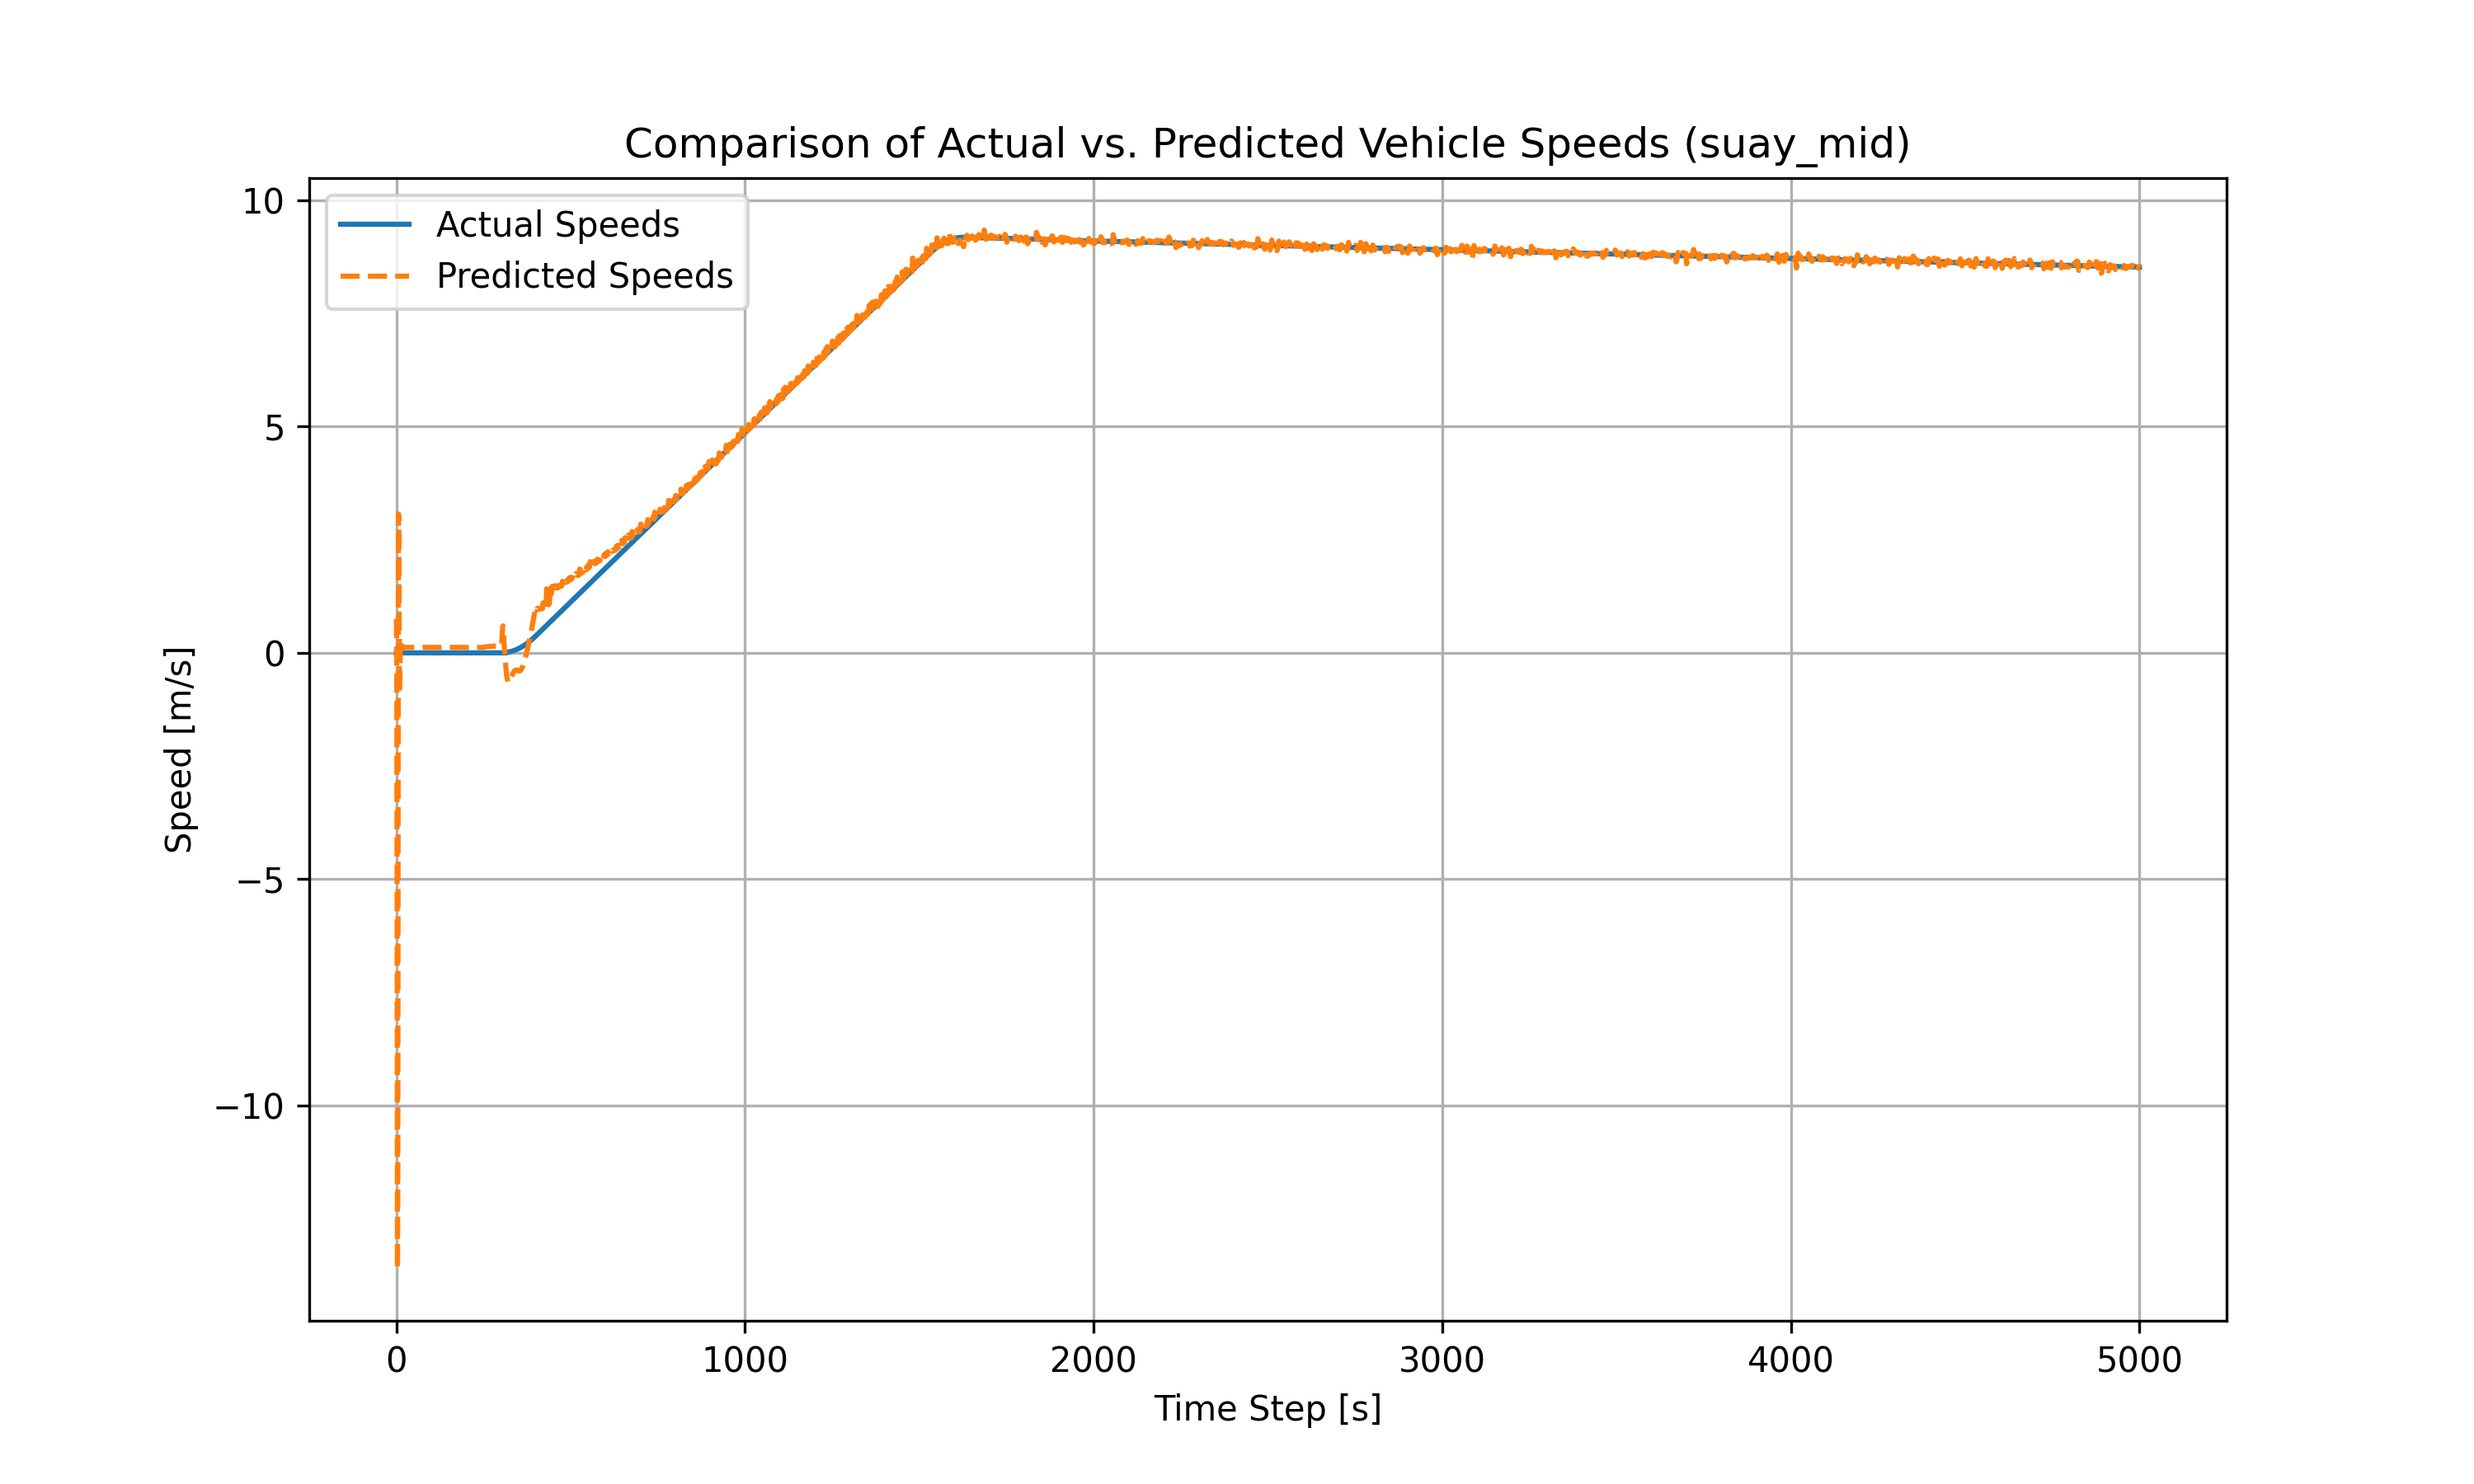 Comparison of Actual vs. Predicted Vehicle Speeds (suay_mid)
Actual Speeds
Predicted Speeds
Speed [m/s]
10
5
0
−5
−10
0 1000 2000 3000 4000 5000
Time Step [s]